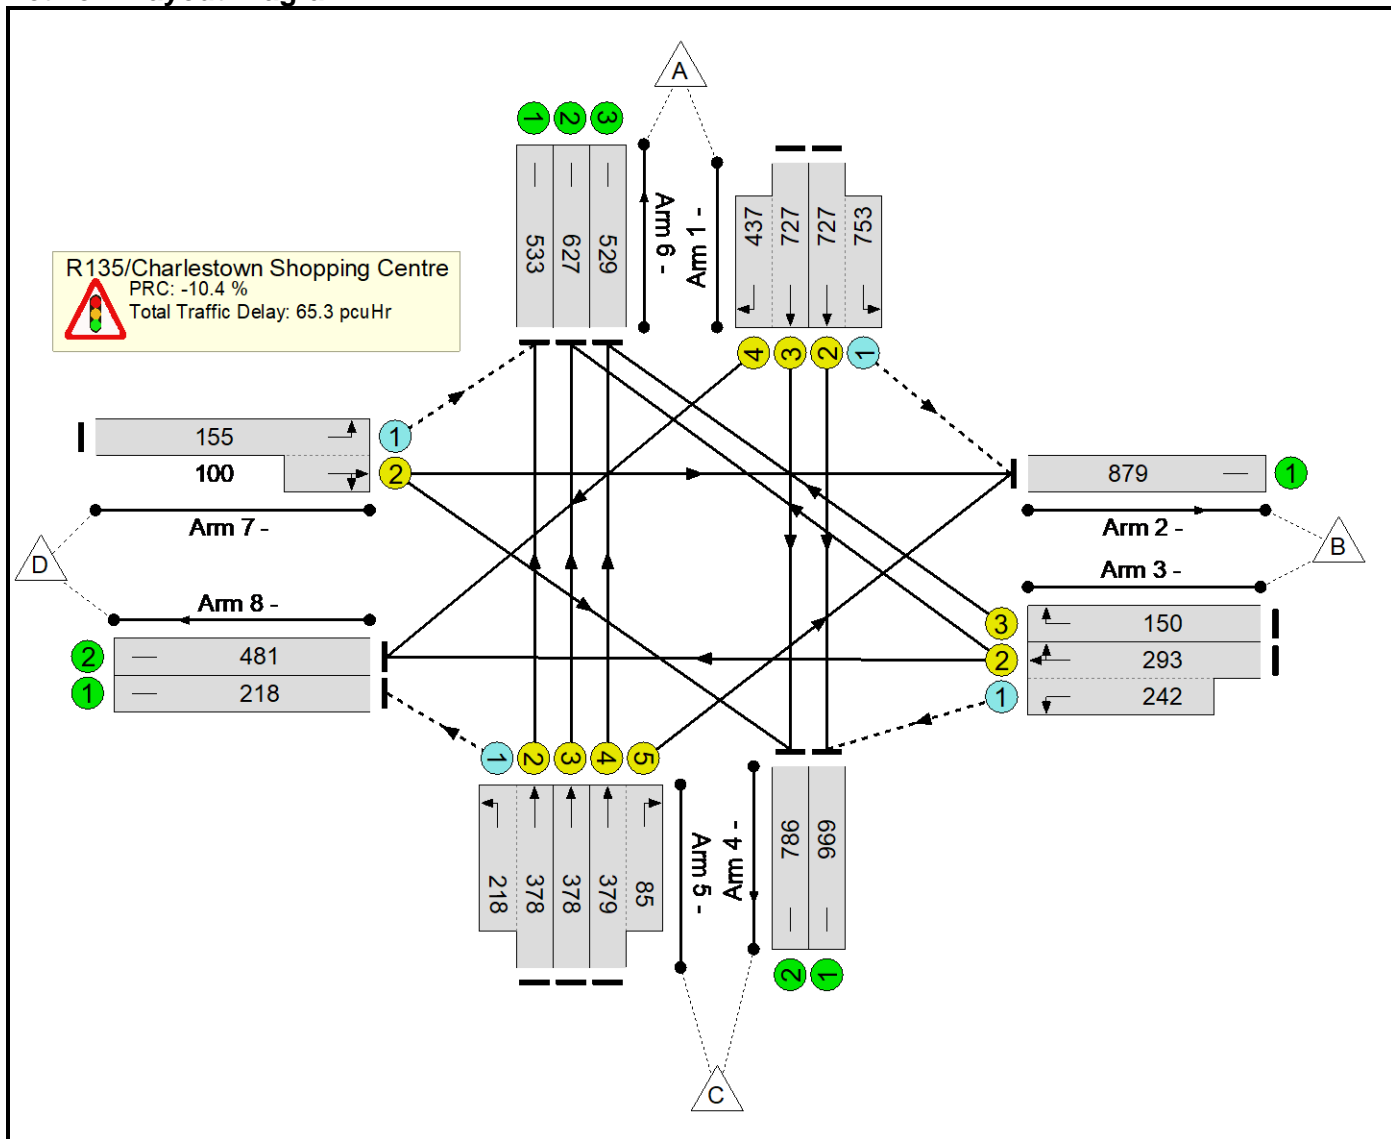 A
1 2 3
533 627 529
Arm 6 -
Arm 1 -
437 727 727 753
4 3 2 1
R135/Charlestown Shopping Centre
PRC: -10.4 %
Total Traffic Delay: 65.3 pcuHr
155 1
100 2
Arm 7 -
D
Arm 8 -
2 481
1 218
879 1
Arm 2 -
B
Arm 3 -
3 150
2 293
1 242
1 2 3 4 5
218 378 378 379 85
Arm 5 -
Arm 4 -
786 699
2 1
C